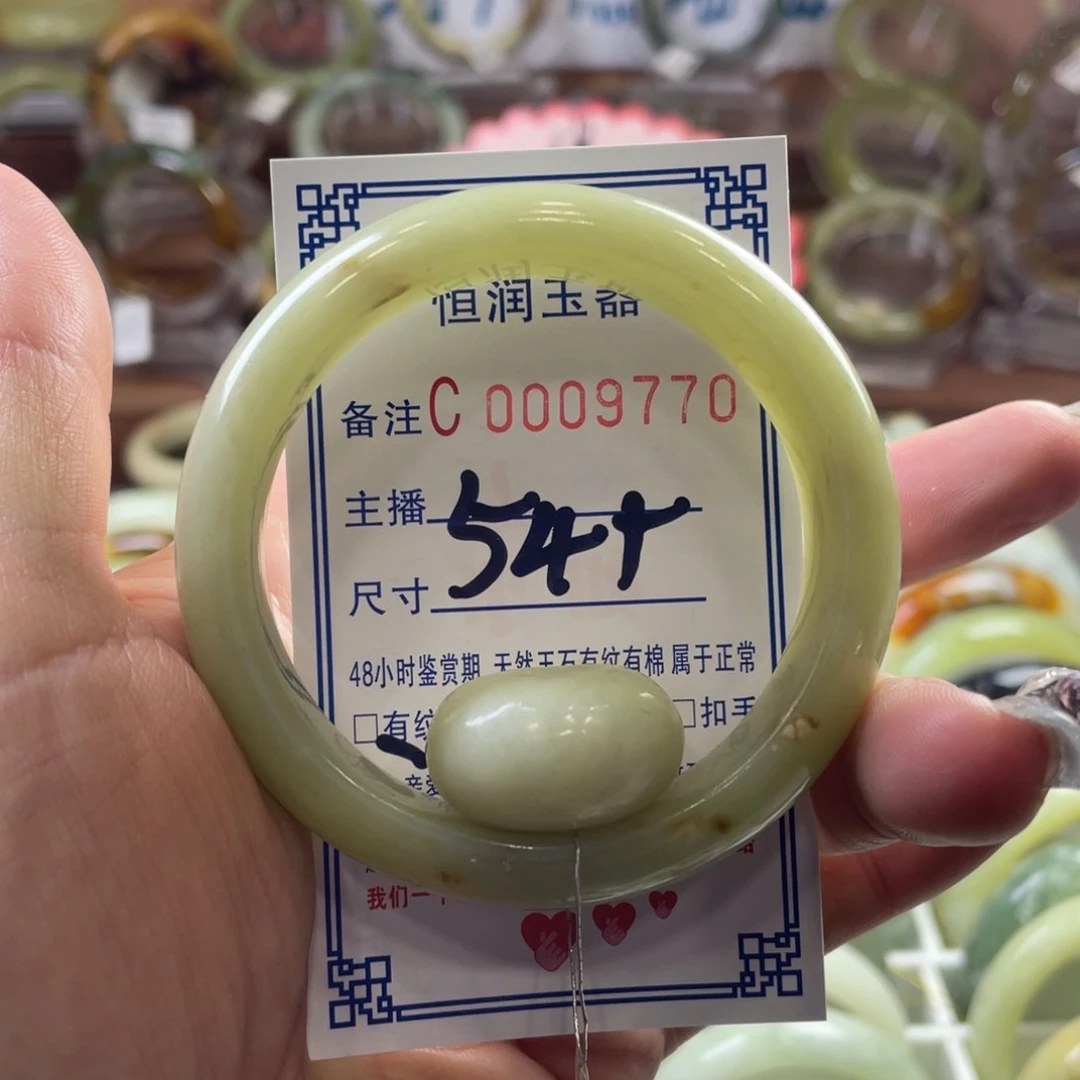 恒润玉器
备注C 0009770
主播
54+
尺寸
48小时鉴赏期 天然玉石有纹有棉属于正常
□有纹 □扣手
亲爱
我们一